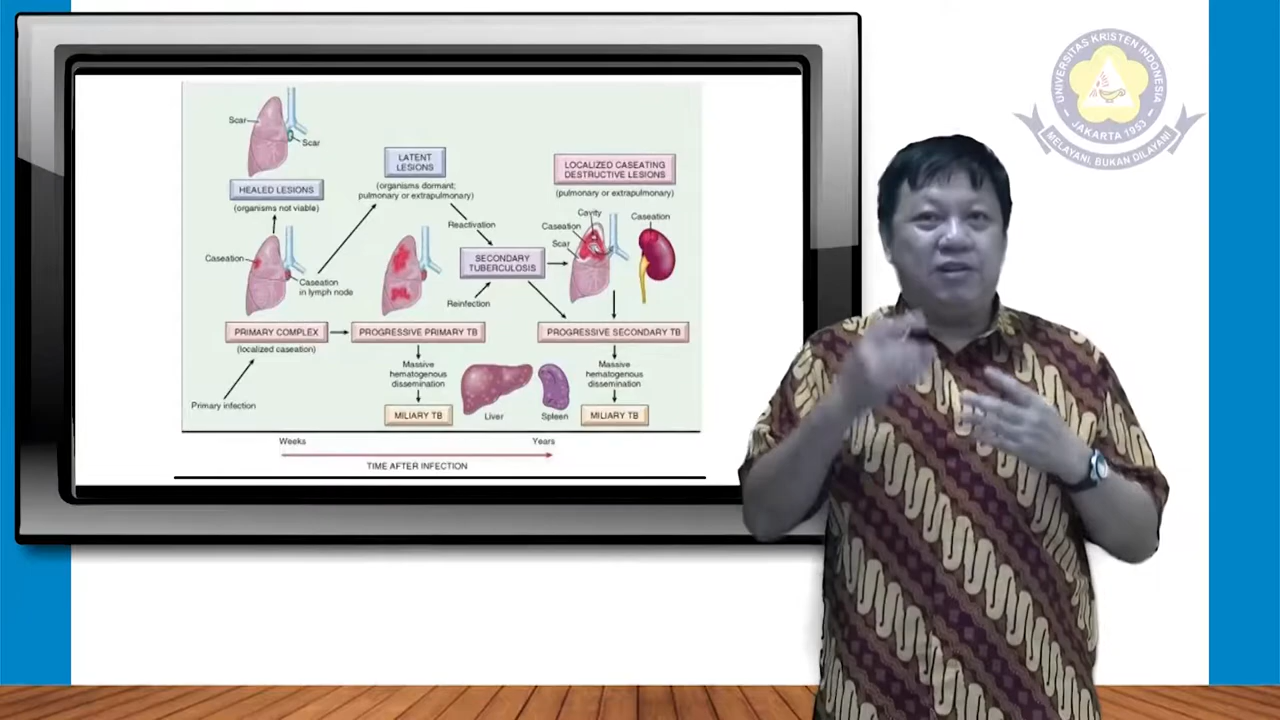 UNIVERSITAS KRISTEN INDONESIA
JAKARTA 1953
MELAYANI, BUKAN DILAYANI
Scar
Scar
HEALED LESIONS
(organisms not viable)
LATENT
LESIONS
(organisms dormant;
pulmonary or extrapulmonary)
LOCALIZED CASEATING
DESTRUCTIVE LESIONS
(pulmonary or extrapulmonary)
Reactivation
Cavity
Caseation
Caseation
Scar
Caseation
Caseation
in lymph node
SECONDARY
TUBERCULOSIS
Reinfection
PRIMARY COMPLEX
(localized caseation)
PROGRESSIVE PRIMARY TB
PROGRESSIVE SECONDARY TB
Massive
hematogenous
dissemination
Massive
hematogenous
dissemination
Primary infection
MILIARY TB
Liver
Spleen
MILIARY TB
Weeks
Years
TIME AFTER INFECTION